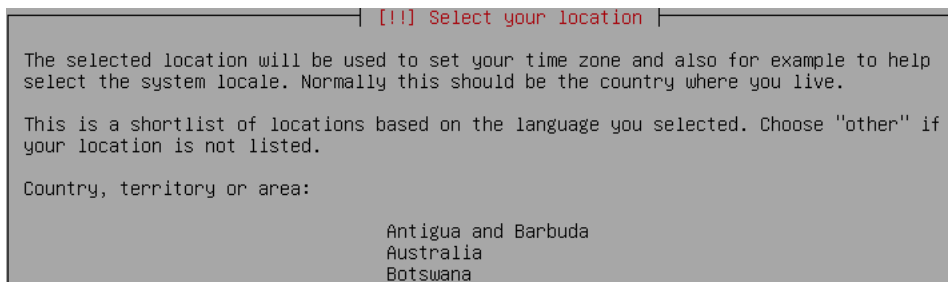 [!!] Select your location
The selected location will be used to set your time zone and also for example to help
select the system locale. Normally this should be the country where you live.
This is a shortlist of locations based on the language you selected. Choose "other" if
your location is not listed.
Country, territory or area:
Antigua and Barbuda
Australia
Botswana